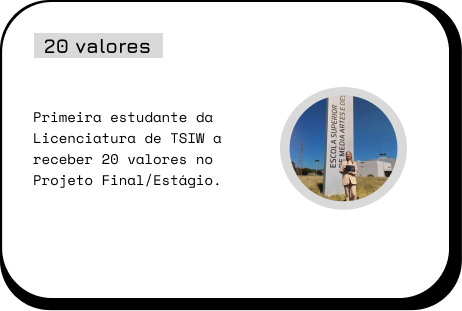 20 valores
Primeira estudante da
Licenciatura de TSIW a
receber 20 valores no
Projeto Final/Estágio.
ESCOLA SUPERIOR
DE MEDIA ARTES E DES